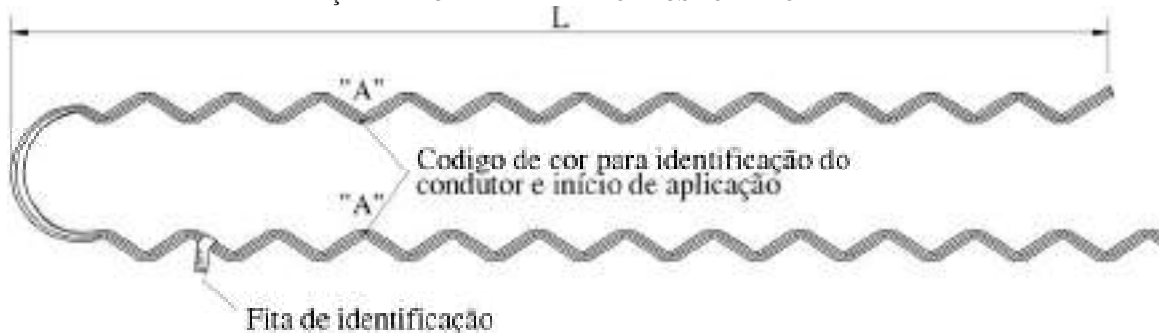 L
"A"
Codigo de cor para identificação do
condutor e início de aplicação
"A"
Fita de identificação